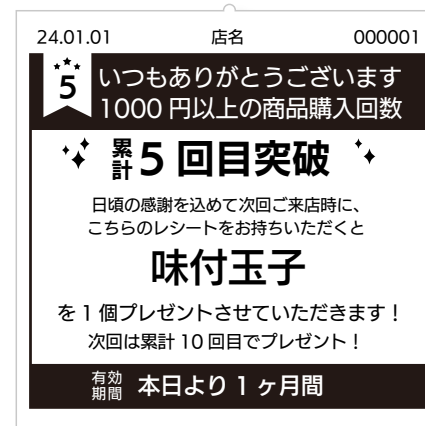 24.01.01 店名 000001
5
いつもありがとうございます
1000 円以上の商品購入回数
累計 5 回目突破
日頃の感謝を込めて次回ご来店時に、
こちらのレシートをお持ちいただくと
味付玉子
を 1 個プレゼントさせていただきます！
次回は累計 10 回目でプレゼント！
有効期間 本日より 1 ヶ月間